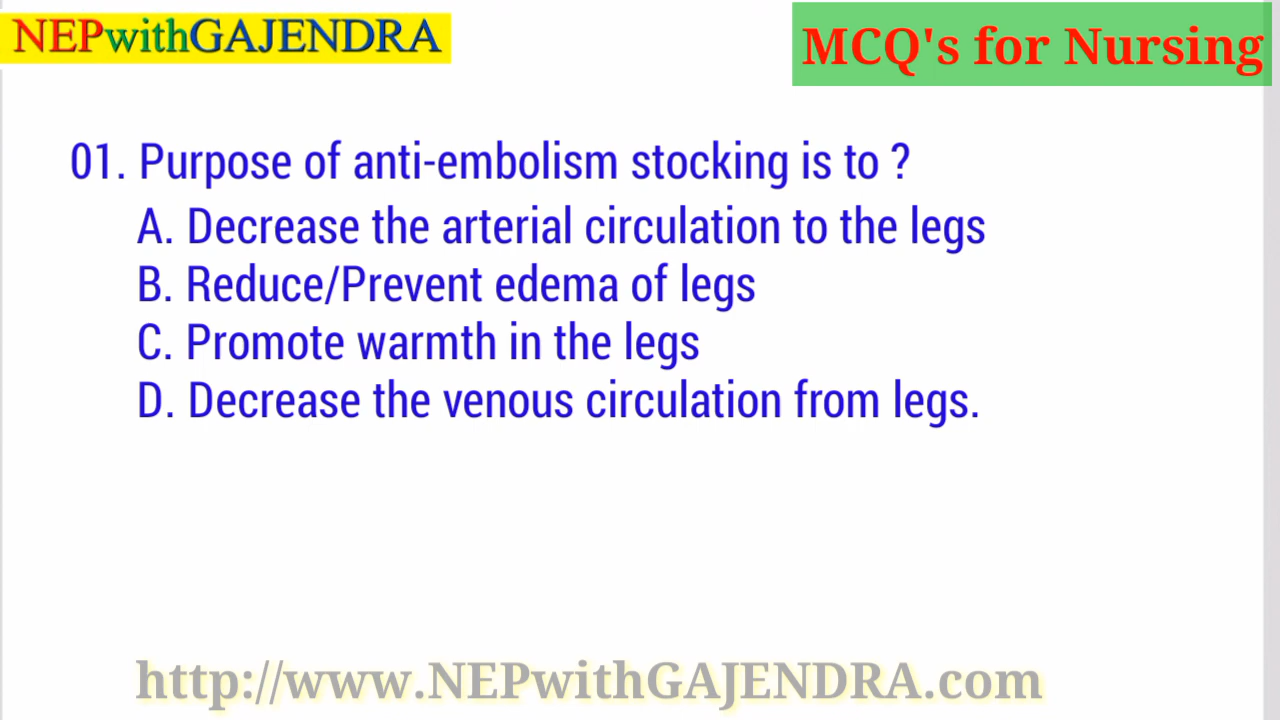 NEPwithGAJENDRA
MCQ's for Nursing
01. Purpose of anti-embolism stocking is to ?
A. Decrease the arterial circulation to the legs
B. Reduce/Prevent edema of legs
C. Promote warmth in the legs
D. Decrease the venous circulation from legs.
http://www.NEPwithGAJENDRA.com